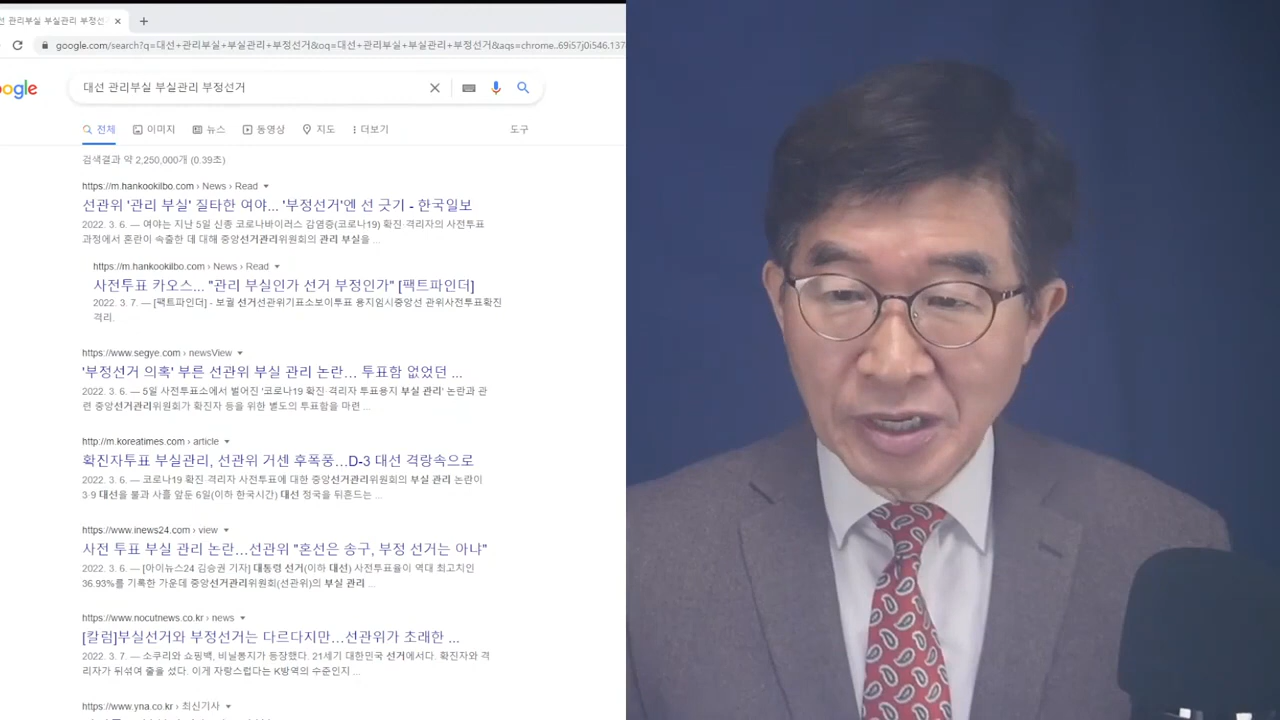 선 관리부실 부실관리 부정선
google.com/search?q=대선+관리부실+부실관리+부정선거&oq=대선+관리부실+부실관리+부정선거&aqs=chrome..69i57j0i546.137
ogle
대선 관리부실 부실관리 부정선거
전체 이미지 뉴스 동영상 지도 더보기 도구
검색결과 약 2,250,000개 (0.39초)
https://m.hankookilbo.com › News › Read
선관위 '관리 부실' 질타한 여야... '부정선거'엔 선 긋기 - 한국일보
2022. 3. 6. — 여야는 지난 5일 신종 코로나바이러스 감염증(코로나19) 확진·격리자의 사전투표
과정에서 혼란이 속출한 데 대해 중앙선거관리위원회의 관리 부실을 ...
https://m.hankookilbo.com › News › Read
사전투표 카오스... "관리 부실인가 선거 부정인가" [팩트파인더]
2022. 3. 7. — [팩트파인더] - 보궐 선거선관위기표소보이투표 용지임시중앙선 관위사전투표확진
격리.
https://www.segye.com › newsView
'부정선거 의혹' 부른 선관위 부실 관리 논란… 투표함 없었던 ...
2022. 3. 6. — 5일 사전투표소에서 벌어진 '코로나19 확진·격리자 투표용지 부실 관리' 논란과 관
련 중앙선거관리위원회가 확진자 등을 위한 별도의 투표함을 마련 ...
http://m.koreatimes.com › article
확진자투표 부실관리, 선관위 거센 후폭풍…D-3 대선 격랑속으로
2022. 3. 6. — 코로나19 확진·격리자 사전투표에 대한 중앙선거관리위원회의 부실 관리 논란이
3·9 대선을 불과 사흘 앞둔 6일(이하 한국시간) 대선 정국을 뒤흔드는 ...
https://www.inews24.com › view
사전 투표 부실 관리 논란…선관위 "혼선은 송구, 부정 선거는 아냐"
2022. 3. 6. — [아이뉴스24 김승권 기자] 대통령 선거(이하 대선) 사전투표율이 역대 최고치인
36.93%를 기록한 가운데 중앙선거관리위원회(선관위)의 부실 관리 ...
https://www.nocutnews.co.kr › news
[칼럼]부실선거와 부정선거는 다르다지만…선관위가 초래한 ...
2022. 3. 7. — 소쿠리와 쇼핑백, 비닐봉지가 등장했다. 21세기 대한민국 선거에서다. 확진자와 격
리자가 뒤섞여 줄을 섰다. 이게 자랑스럽다는 K방역의 수준인지 ...
https://www.yna.co.kr › 최신기사